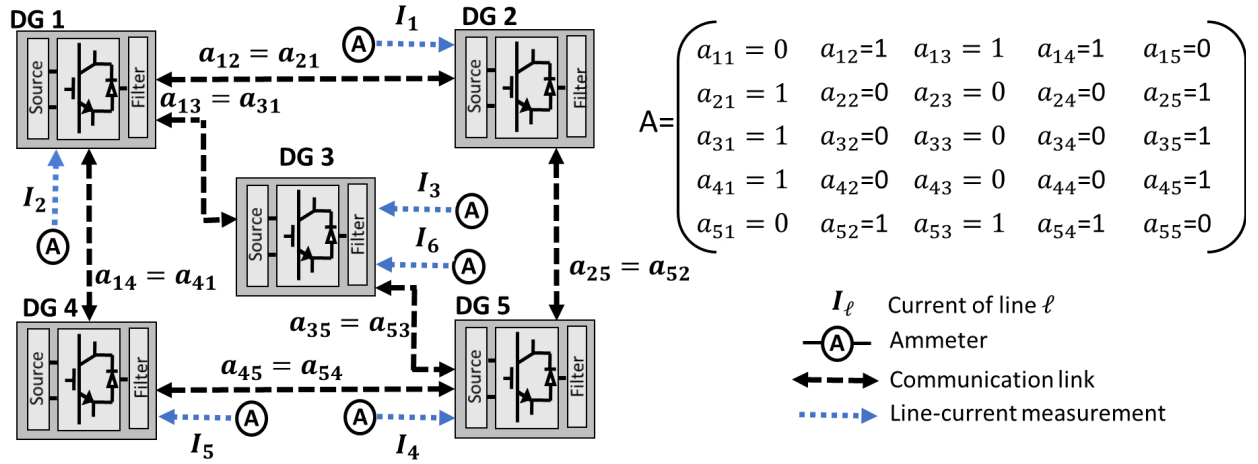 DG 1
Source
Filter
a₁₂ = a₂₁
A
I₁
DG 2
Source
Filter
a₁₃ = a₃₁
I₂
A
DG 3
Source
Filter
I₃
A
I₆
A
a₁₄ = a₄₁
a₂₅ = a₅₂
DG 4
Source
Filter
a₃₅ = a₅₃
DG 5
Source
Filter
a₄₅ = a₅₄
I₅
A
A
I₄
A=
a₁₁ = 0 a₁₂=1 a₁₃ = 1 a₁₄=1 a₁₅=0
a₂₁ = 1 a₂₂=0 a₂₃ = 0 a₂₄=0 a₂₅=1
a₃₁ = 1 a₃₂=0 a₃₃ = 0 a₃₄=0 a₃₅=1
a₄₁ = 1 a₄₂=0 a₄₃ = 0 a₄₄=0 a₄₅=1
a₅₁ = 0 a₅₂=1 a₅₃ = 1 a₅₄=1 a₅₅=0
I_ℓ Current of line ℓ
A Ammeter
Communication link
Line-current measurement